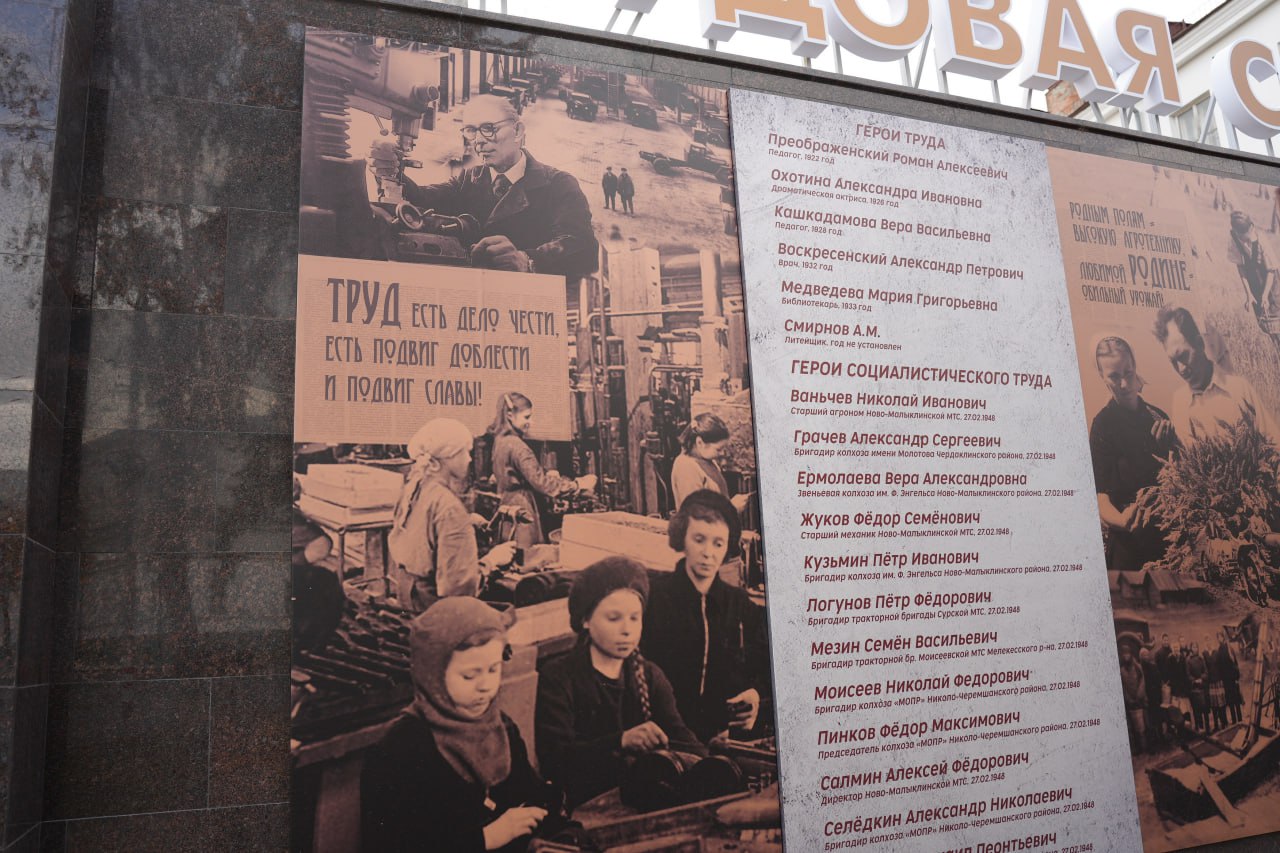 ДОВАЯ С
ТРУД ЕСТЬ ДЕЛО ЧЕСТИ,
ЕСТЬ ПОДВИГ ДОБЛЕСТИ
И ПОДВИГ СЛАВЫ!
ГЕРОИ ТРУДА
Преображенский Роман Алексеевич
Педагог, 1922 год
Охотина Александра Ивановна
Драматическая актриса. 1928 год
Кашкадамова Вера Васильевна
Педагог, 1928 год
Воскресенский Александр Петрович
Врач. 1932 год
Медведева Мария Григорьевна
Библиотекарь. 1933 год
Смирнов А.М.
Литейщик. год не установлен
ГЕРОИ СОЦИАЛИСТИЧЕСКОГО ТРУДА
Ваньчев Николай Иванович
Старший агроном Ново-Малыклинской МТС. 27.02.1948
Грачев Александр Сергеевич
Бригадир колхоза имени Молотова Чердаклинского района. 27.02.1948
Ермолаева Вера Александровна
Звеньевая колхоза им. Ф. Энгельса Ново-Малыклинского района. 27.02.1948
Жуков Фёдор Семёнович
Старший механик Ново-Малыклинской МТС. 27.02.1948
Кузьмин Пётр Иванович
Бригадир колхоза им. Ф. Энгельса Ново-Малыклинского района. 27.02.1948
Логунов Пётр Фёдорович
Бригадир тракторной бригады Сурской МТС. 27.02.1948
Мезин Семён Васильевич
Бригадир тракторной бр. Моисеевской МТС Мелекесского р-на. 27.02.1948
Моисеев Николай Федорович
Бригадир колхоза «МОПР» Николо-Черемшанского района. 27.02.1948
Пинков Фёдор Максимович
Председатель колхоза «МОПР» Николо-Черемшанского района. 27.02.1948
Салмин Алексей Фёдорович
Директор Ново-Малыклинской МТС. 27.02.1948
Селёдкин Александр Николаевич
Бригадир колхоза «МОПР» Николо-Черемшанского района. 27.02.1948
Леонтьевич
РОДНЫМ ПОЛЯМ -
ВЫСОКУЮ АГРОТЕХНИКУ
ЛЮБИМОЙ РОДИНЕ -
ОБИЛЬНЫЙ УРОЖАЙ!